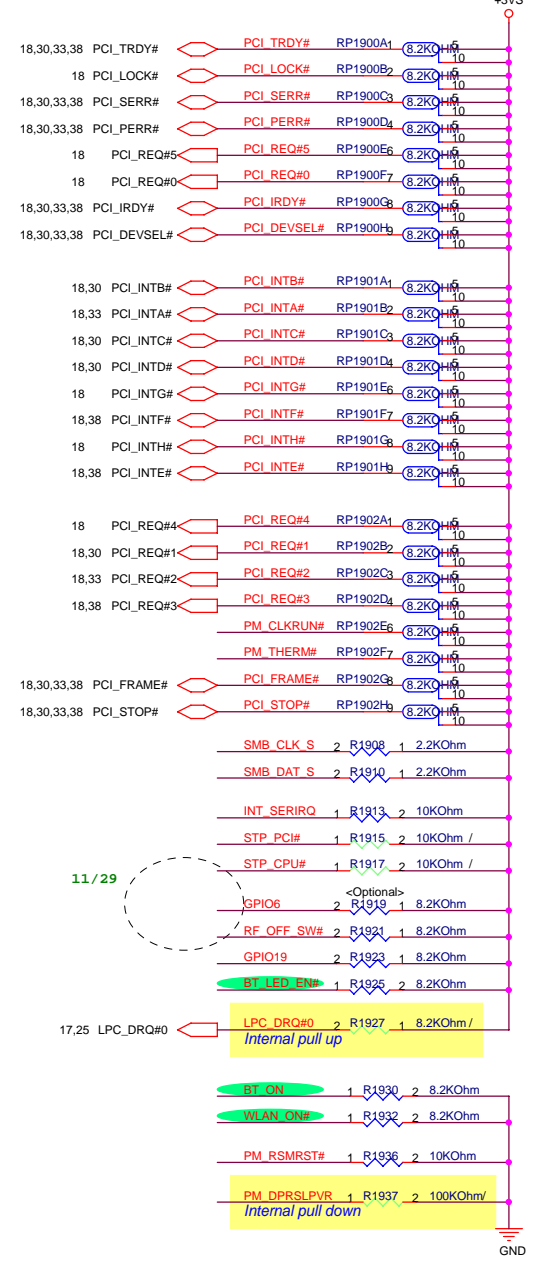 +3VS
18,30,33,38 PCI_TRDY# PCI_TRDY# RP1900A 1 8.2KOHM 5 10
18 PCI_LOCK# PCI_LOCK# RP1900B 2 8.2KOHM 5 10
18,30,33,38 PCI_SERR# PCI_SERR# RP1900C 3 8.2KOHM 5 10
18,30,33,38 PCI_PERR# PCI_PERR# RP1900D 4 8.2KOHM 5 10
18 PCI_REQ#5 PCI_REQ#5 RP1900E 6 8.2KOHM 5 10
18 PCI_REQ#0 PCI_REQ#0 RP1900F 7 8.2KOHM 5 10
18,30,33,38 PCI_IRDY# PCI_IRDY# RP1900G 8 8.2KOHM 5 10
18,30,33,38 PCI_DEVSEL# PCI_DEVSEL# RP1900H 9 8.2KOHM 5 10
18,30 PCI_INTB# PCI_INTB# RP1901A 1 8.2KOHM 5 10
18,33 PCI_INTA# PCI_INTA# RP1901B 2 8.2KOHM 5 10
18,30 PCI_INTC# PCI_INTC# RP1901C 3 8.2KOHM 5 10
18,30 PCI_INTD# PCI_INTD# RP1901D 4 8.2KOHM 5 10
18 PCI_INTG# PCI_INTG# RP1901E 6 8.2KOHM 5 10
18,38 PCI_INTF# PCI_INTF# RP1901F 7 8.2KOHM 5 10
18 PCI_INTH# PCI_INTH# RP1901G 8 8.2KOHM 5 10
18,38 PCI_INTE# PCI_INTE# RP1901H 9 8.2KOHM 5 10
18 PCI_REQ#4 PCI_REQ#4 RP1902A 1 8.2KOHM 5 10
18,30 PCI_REQ#1 PCI_REQ#1 RP1902B 2 8.2KOHM 5 10
18,33 PCI_REQ#2 PCI_REQ#2 RP1902C 3 8.2KOHM 5 10
18,38 PCI_REQ#3 PCI_REQ#3 RP1902D 4 8.2KOHM 5 10
PM_CLKRUN# RP1902E 6 8.2KOHM 5 10
PM_THERM# RP1902F 7 8.2KOHM 5 10
18,30,33,38 PCI_FRAME# PCI_FRAME# RP1902G 8 8.2KOHM 5 10
18,30,33,38 PCI_STOP# PCI_STOP# RP1902H 9 8.2KOHM 5 10
SMB_CLK_S 2 R1908 1 2.2KOhm
SMB_DAT_S 2 R1910 1 2.2KOhm
INT_SERIRQ 1 R1913 2 10KOhm
STP_PCI# 1 R1915 2 10KOhm /
STP_CPU# 1 R1917 2 10KOhm /
11/29
<Optional>
GPIO6 2 R1919 1 8.2KOhm
RF_OFF_SW# 2 R1921 1 8.2KOhm
GPIO19 2 R1923 1 8.2KOhm
BT_LED_EN# 1 R1925 2 8.2KOhm
17,25 LPC_DRQ#0 LPC_DRQ#0 2 R1927 1 8.2KOhm /
Internal pull up
BT_ON 1 R1930 2 8.2KOhm
WLAN_ON# 1 R1932 2 8.2KOhm
PM_RSMRST# 1 R1936 2 10KOhm
PM_DPRSLPVR 1 R1937 2 100KOhm/
Internal pull down
GND